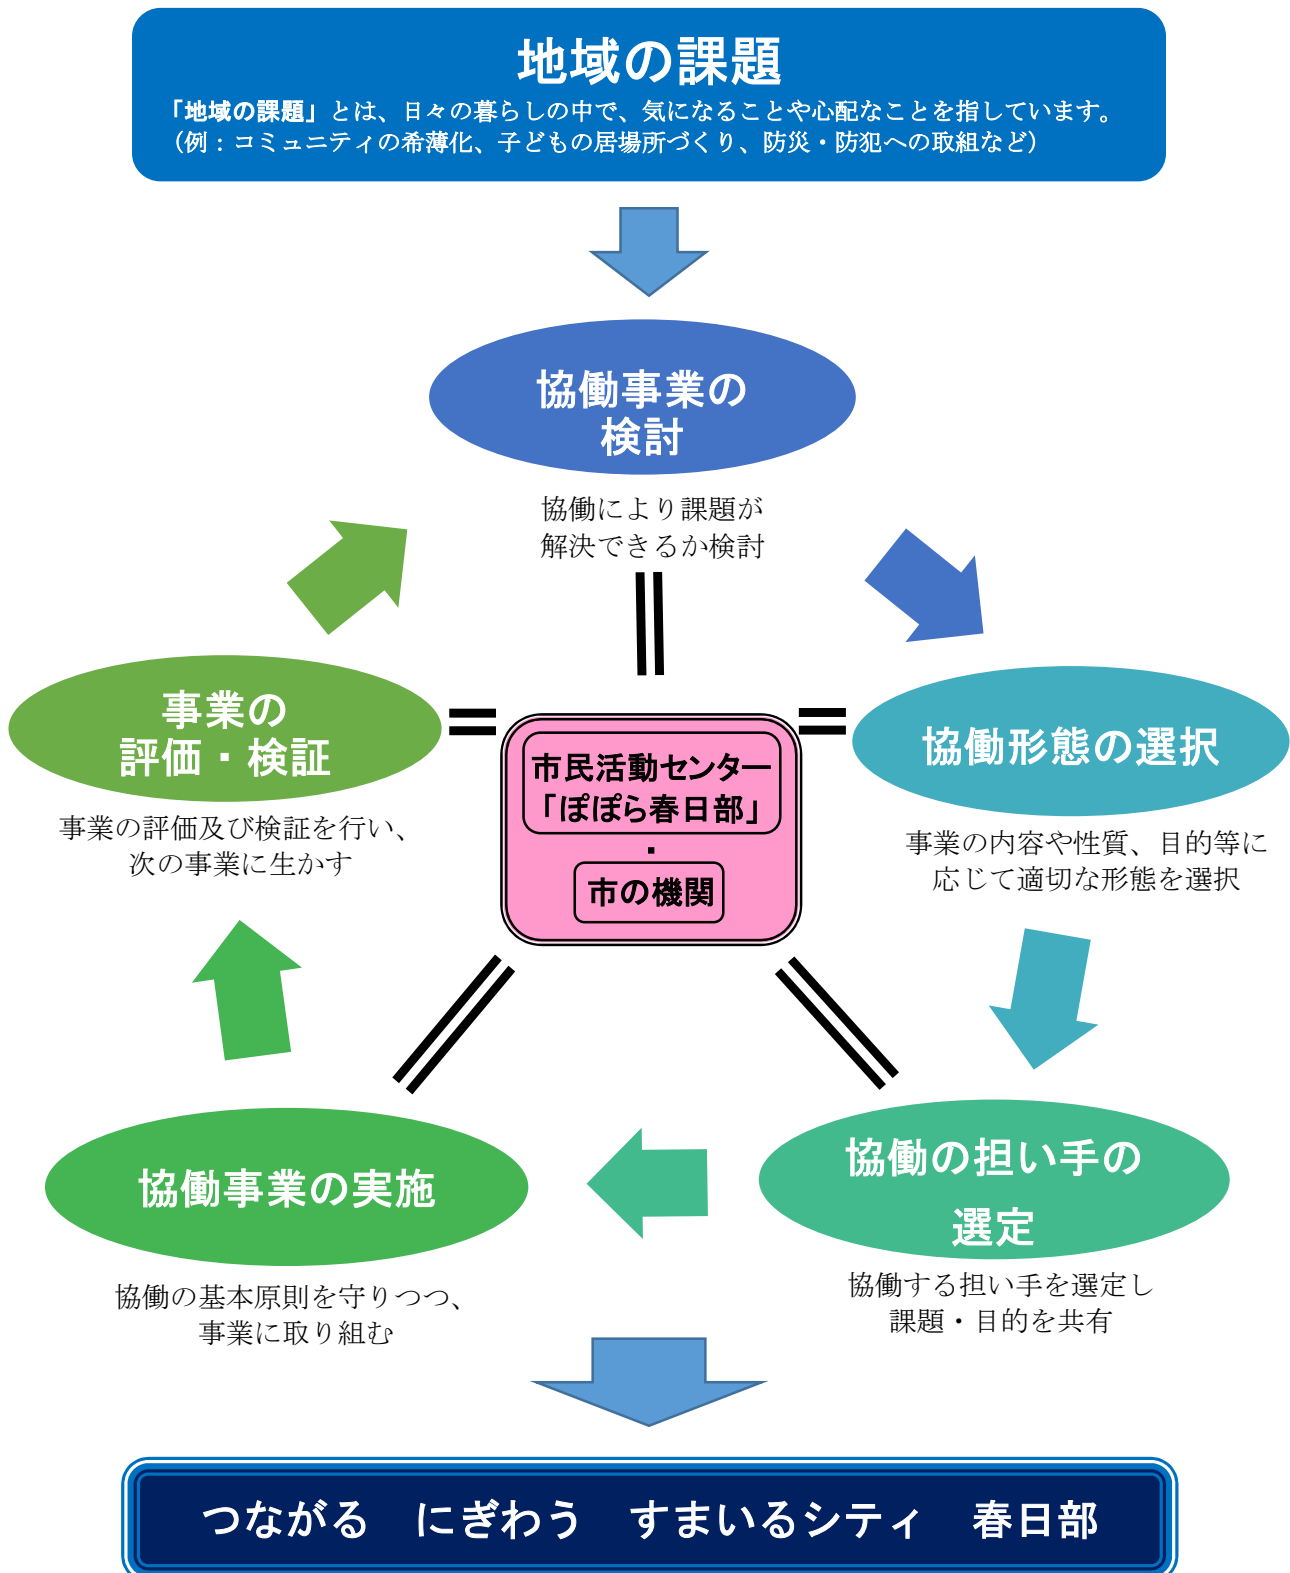 地域の課題
「地域の課題」とは、日々の暮らしの中で、気になることや心配なことを指しています。
（例：コミュニティの希薄化、子どもの居場所づくり、防災・防犯への取組など）
協働事業の
検討
協働により課題が
解決できるか検討
事業の
評価・検証
事業の評価及び検証を行い、
次の事業に生かす
市民活動センター
「ぽぽら春日部」
・
市の機関
協働形態の選択
事業の内容や性質、目的等に
応じて適切な形態を選択
協働事業の実施
協働の基本原則を守りつつ、
事業に取り組む
協働の担い手の
選定
協働する担い手を選定し
課題・目的を共有
つながる　にぎわう　すまいるシティ　春日部